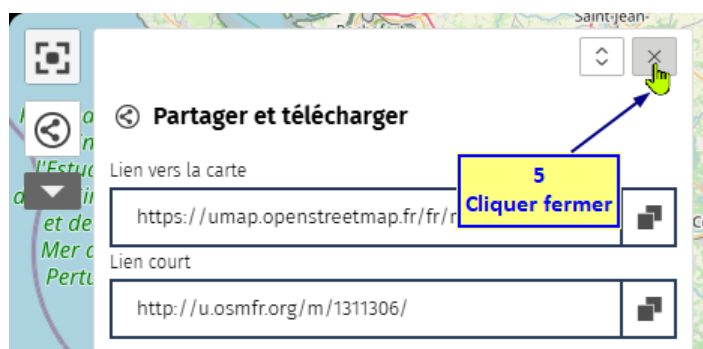 Saint-Jean-
Partager et télécharger
Lien vers la carte
5
Cliquer fermer
https://umap.openstreetmap.fr/fr/
Lien court
http://u.osmfr.org/m/1311306/
l'Estu
et de
Mer
Pertu